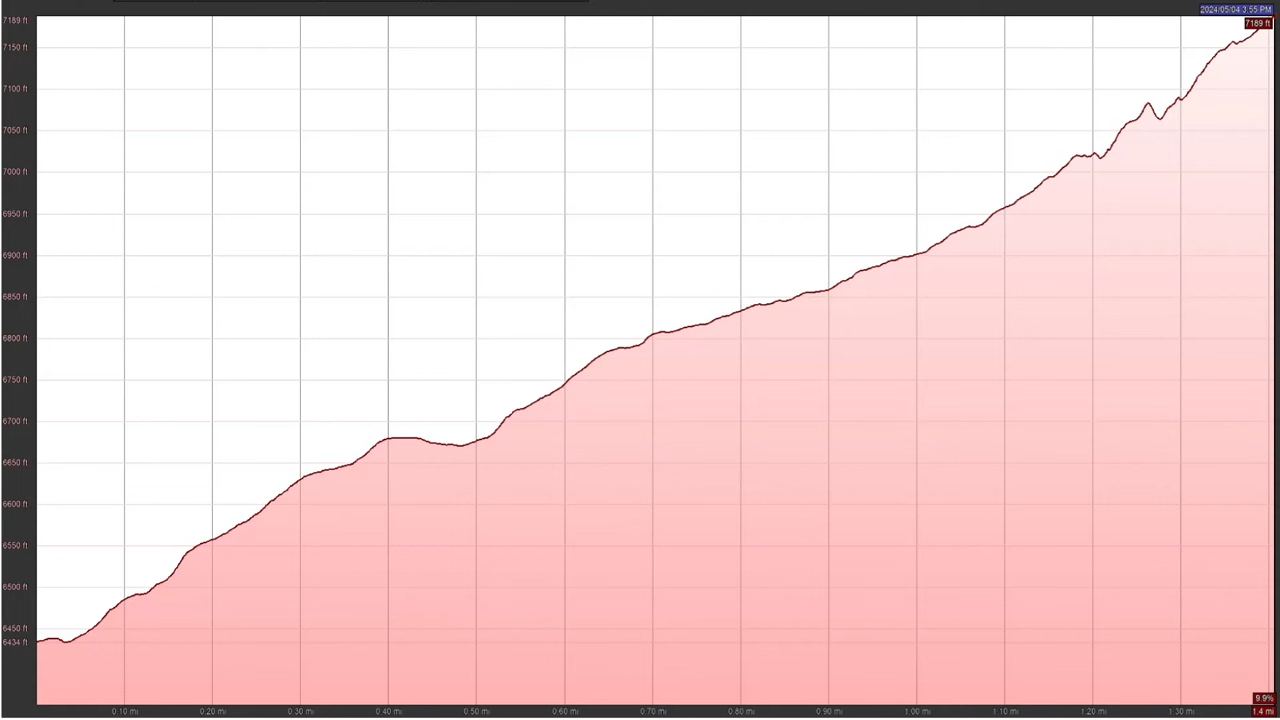 2024/05/04 3:55 PM
7189 ft
7189 ft
7150 ft
7100 ft
7050 ft
7000 ft
6950 ft
6900 ft
6850 ft
6800 ft
6750 ft
6700 ft
6650 ft
6600 ft
6550 ft
6500 ft
6450 ft
6434 ft
9.9%
0.10 mi
0.20 mi
0.30 mi
0.40 mi
0.50 mi
0.60 mi
0.70 mi
0.80 mi
0.90 mi
1.00 mi
1.10 mi
1.20 mi
1.30 mi
1.4 mi